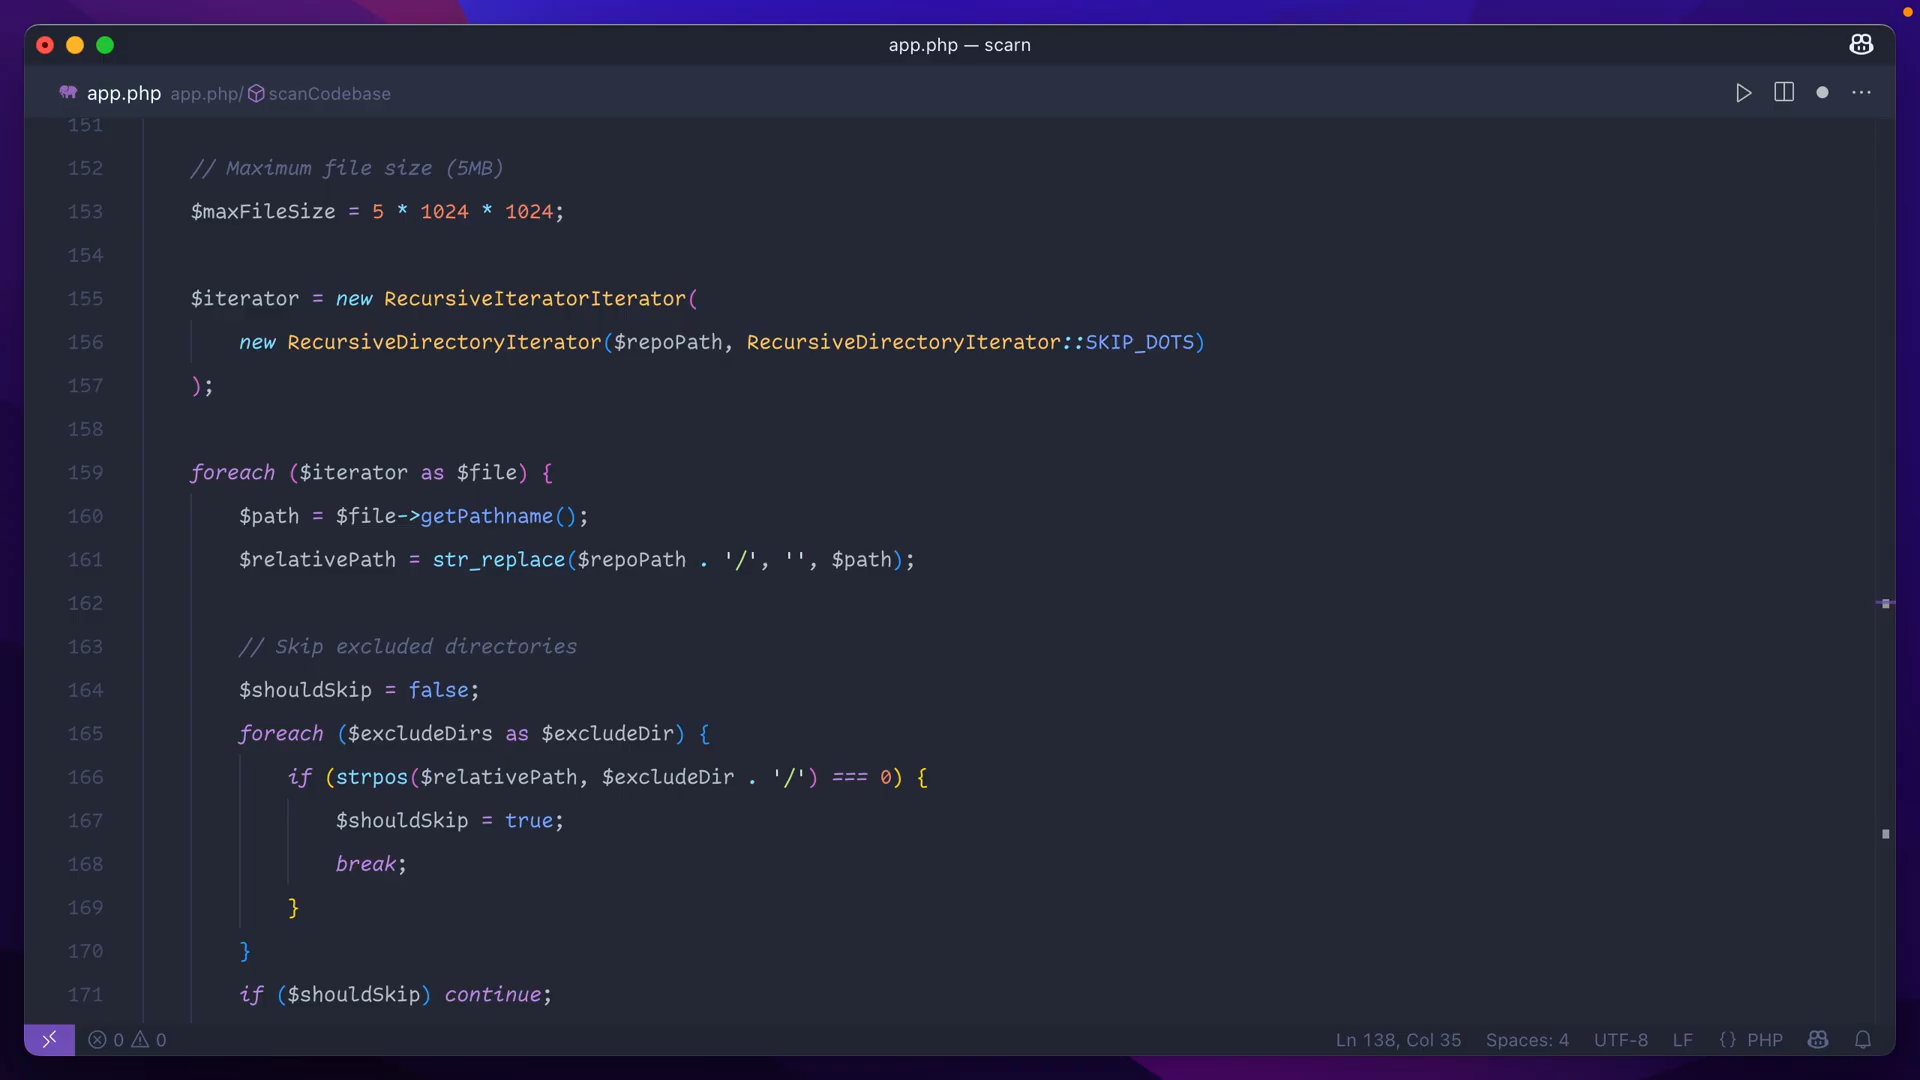 app.php — scarn
app.php app.php/ scanCodebase
151
152 // Maximum file size (5MB)
153 $maxFileSize = 5 * 1024 * 1024;
154
155 $iterator = new RecursiveIteratorIterator(
156 new RecursiveDirectoryIterator($repoPath, RecursiveDirectoryIterator::SKIP_DOTS)
157 );
158
159 foreach ($iterator as $file) {
160 $path = $file->getPathname();
161 $relativePath = str_replace($repoPath . '/', '', $path);
162
163 // Skip excluded directories
164 $shouldSkip = false;
165 foreach ($excludeDirs as $excludeDir) {
166 if (strpos($relativePath, $excludeDir . '/') === 0) {
167 $shouldSkip = true;
168 break;
169 }
170 }
171 if ($shouldSkip) continue;
0 0 Ln 138, Col 35 Spaces: 4 UTF-8 LF {} PHP